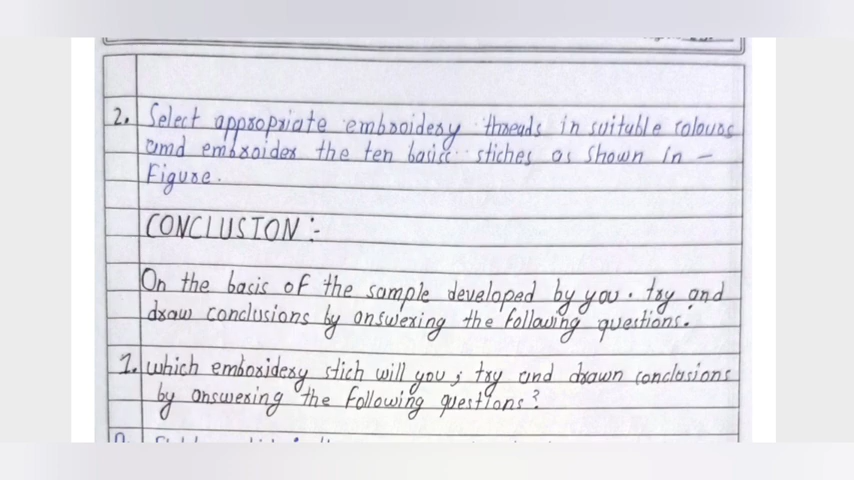 2. Select appropriate embroidery threads in suitable colours
and embroider the ten basicc stiches as shown in -
Figure.
CONCLUSION :-
On the basis of the sample developed by you. try and
draw conclusions by answering the following questions:
1. which emboridery stich will you; try and drawn conclusions
by answering the following questions?